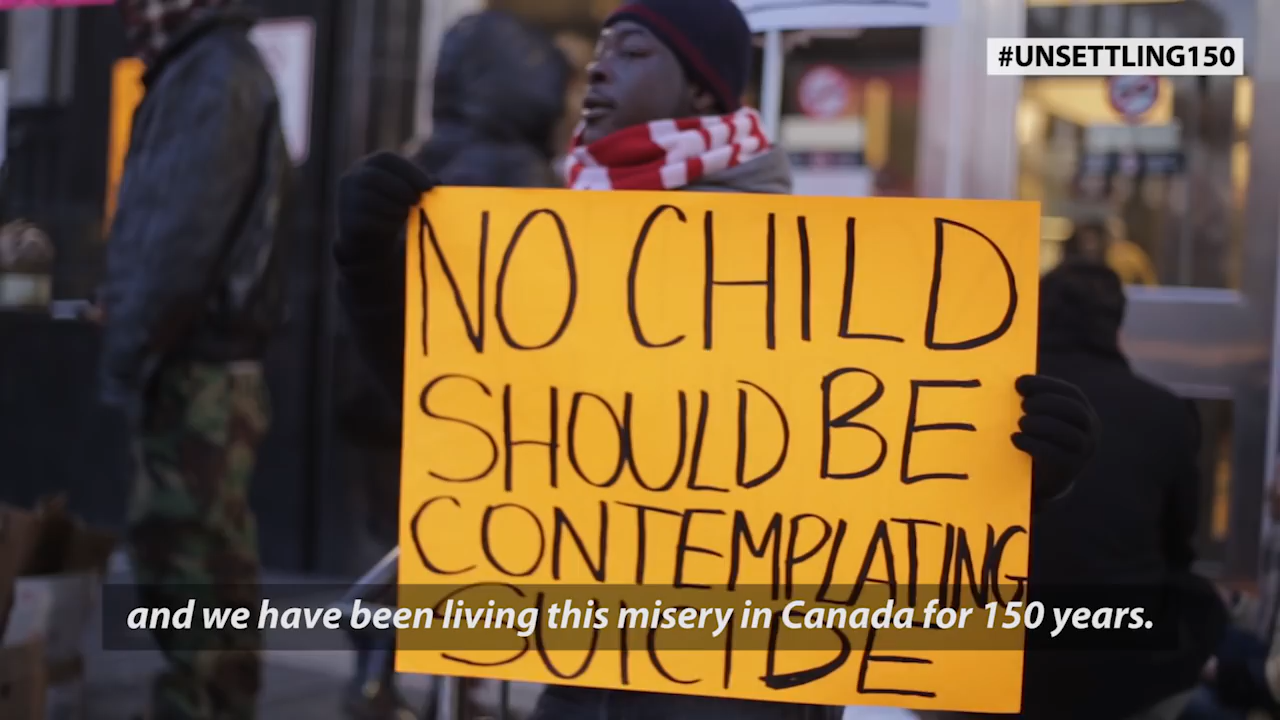 #UNSETTLING150
NO CHILD
SHOULD BE
CONTEMPLATING
SUICIDE
and we have been living this misery in Canada for 150 years.